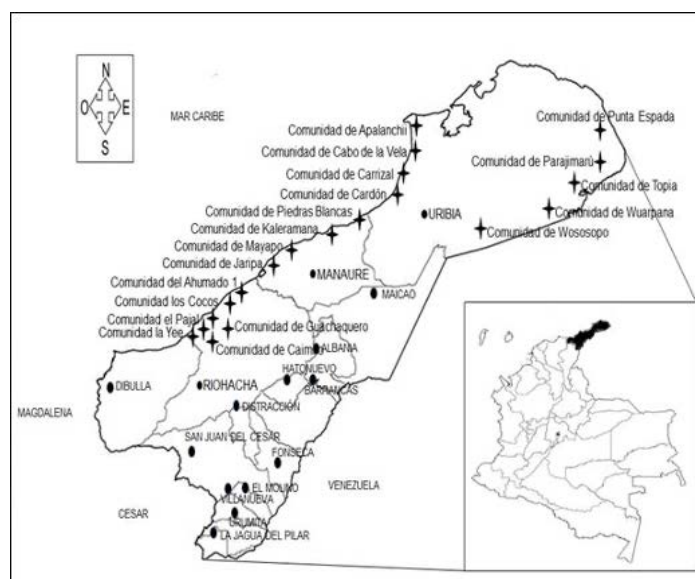 N
O E
S
MAR CARIBE
Comunidad de Apalanchii
Comunidad de Cabo de la Vela
Comunidad de Carrizal
Comunidad de Cardón
Comunidad de Piedras Blancas
Comunidad de Kaleramana
Comunidad de Mayapo
Comunidad de Jaripa
Comunidad del Ahumado 1
Comunidad los Cocos
Comunidad el Pajal
Comunidad la Yee
Comunidad de Guachaquero
Comunidad de Caimito
Comunidad de Punta Espada
Comunidad de Parajimarú
Comunidad de Topia
Comunidad de Wuarpana
Comunidad de Wososopo
URIBIA
MANAURE
MAICAO
ALBANIA
HATONUEVO
BARRANCAS
DIBULLA
RIOHACHA
DISTRACCIÓN
MAGDALENA
SAN JUAN DEL CESAR
FONSECA
VENEZUELA
EL MOLINO
VILLANUEVA
CESAR
URUMITA
LA JAGUA DEL PILAR